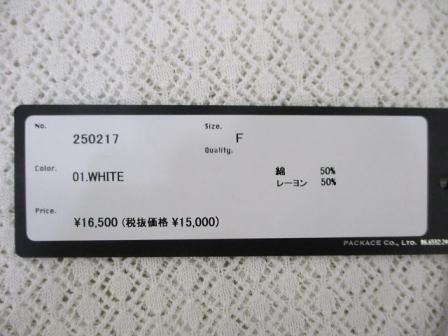 No. 250217
Size. F
Quality.
Color. 01.WHITE
綿 50%
レーヨン 50%
Price. ¥16,500 (税抜価格 ¥15,000)
PACKACE Co., LTD.